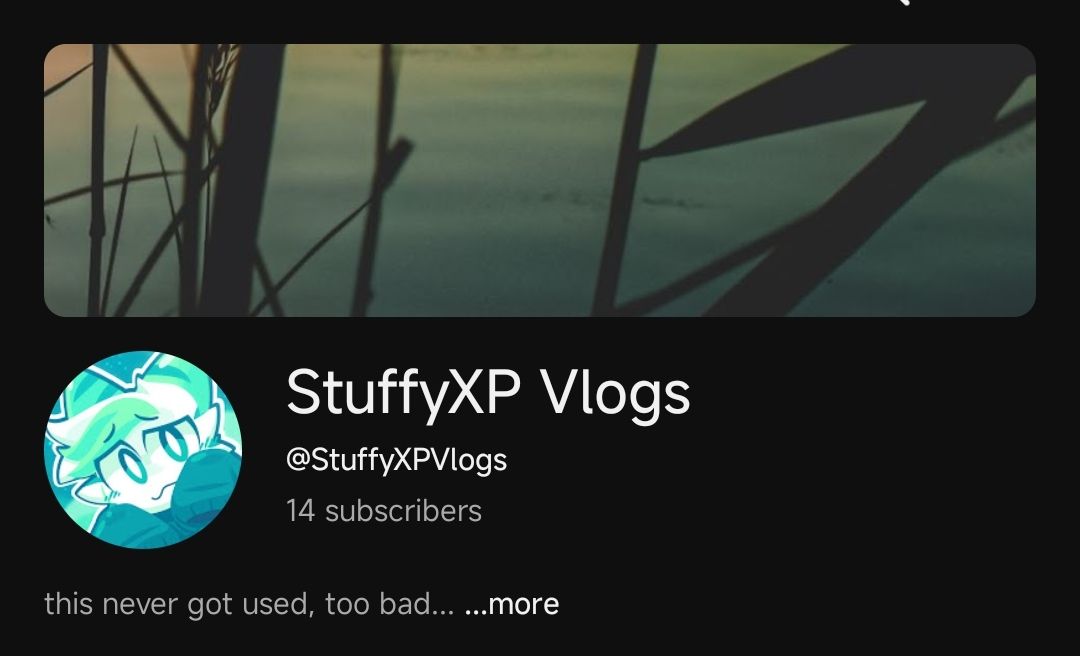 StuffyXP Vlogs
@StuffyXPVlogs
14 subscribers
this never got used, too bad... ...more